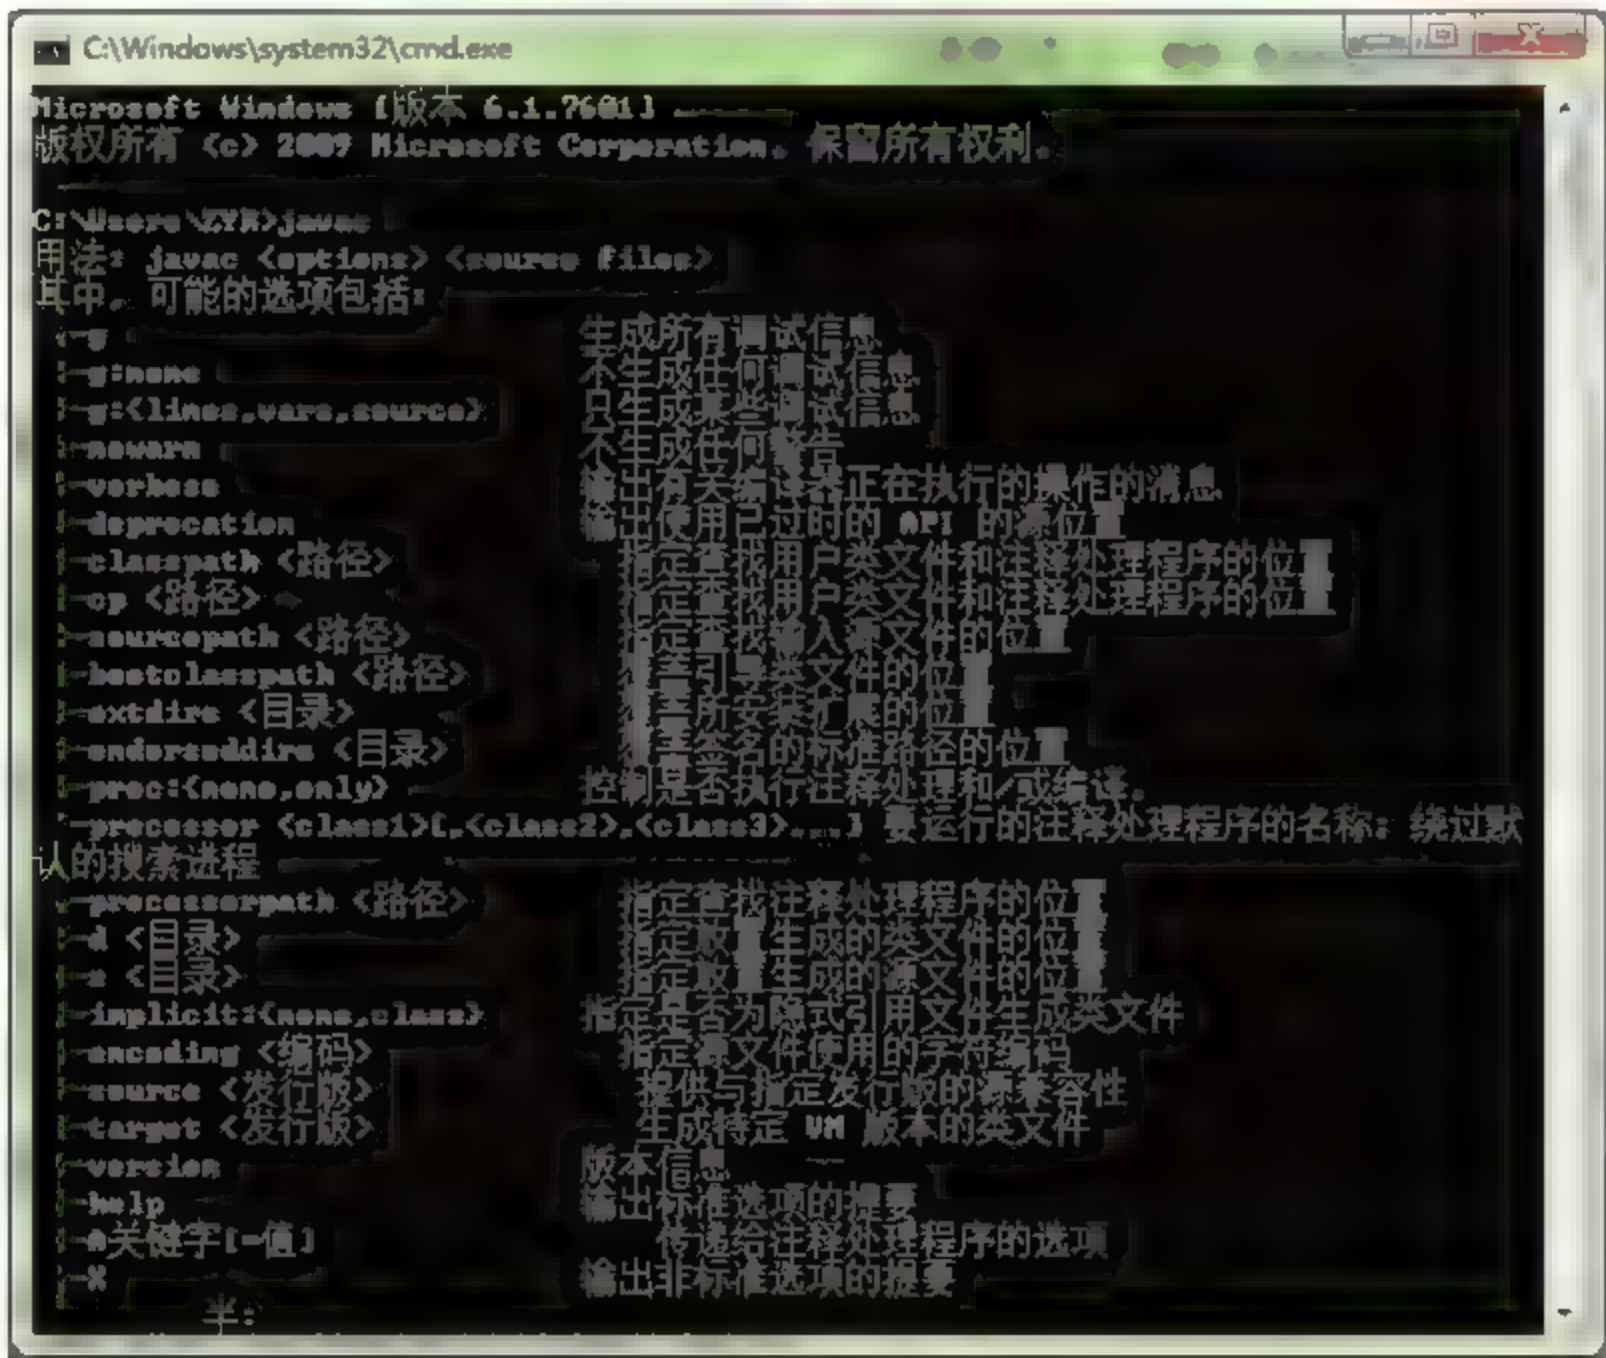 C:\Windows\system32\cmd.exe
Microsoft Windows [版本 6.1.7601]
版权所有 <c> 2009 Microsoft Corporation。保留所有权利。
C:\Users\ZYR>javac
用法: javac <options> <source files>
其中, 可能的选项包括:
-g 生成所有调试信息
-g:none 不生成任何调试信息
-g:{lines,vars,source} 只生成某些调试信息
-nowarn 不生成任何警告
-verbose 输出有关编译器正在执行的操作的消息
-deprecation 输出使用已过时的 API 的源位置
-classpath <路径> 指定查找用户类文件和注释处理程序的位置
-cp <路径> 指定查找用户类文件和注释处理程序的位置
-sourcepath <路径> 指定查找输入源文件的位置
-bootclasspath <路径> 覆盖引导类文件的位置
-extdirs <目录> 覆盖所安装扩展的位置
-endorseddirs <目录> 覆盖签名的标准路径的位置
-proc:{none,only} 控制是否执行注释处理和/或编译。
-processor <class1>[,<class2>,<class3>...] 要运行的注释处理程序的名称; 绕过默
认的搜索进程
-processorpath <路径> 指定查找注释处理程序的位置
-d <目录> 指定放置生成的类文件的位置
-s <目录> 指定放置生成的源文件的位置
-implicit:{none,class} 指定是否为隐式引用文件生成类文件
-encoding <编码> 指定源文件使用的字符编码
-source <发行版> 提供与指定发行版的源兼容性
-target <发行版> 生成特定 VM 版本的类文件
-version 版本信息
-help 输出标准选项的提要
-A关键字[=值] 传递给注释处理程序的选项
-X 输出非标准选项的提要
半: